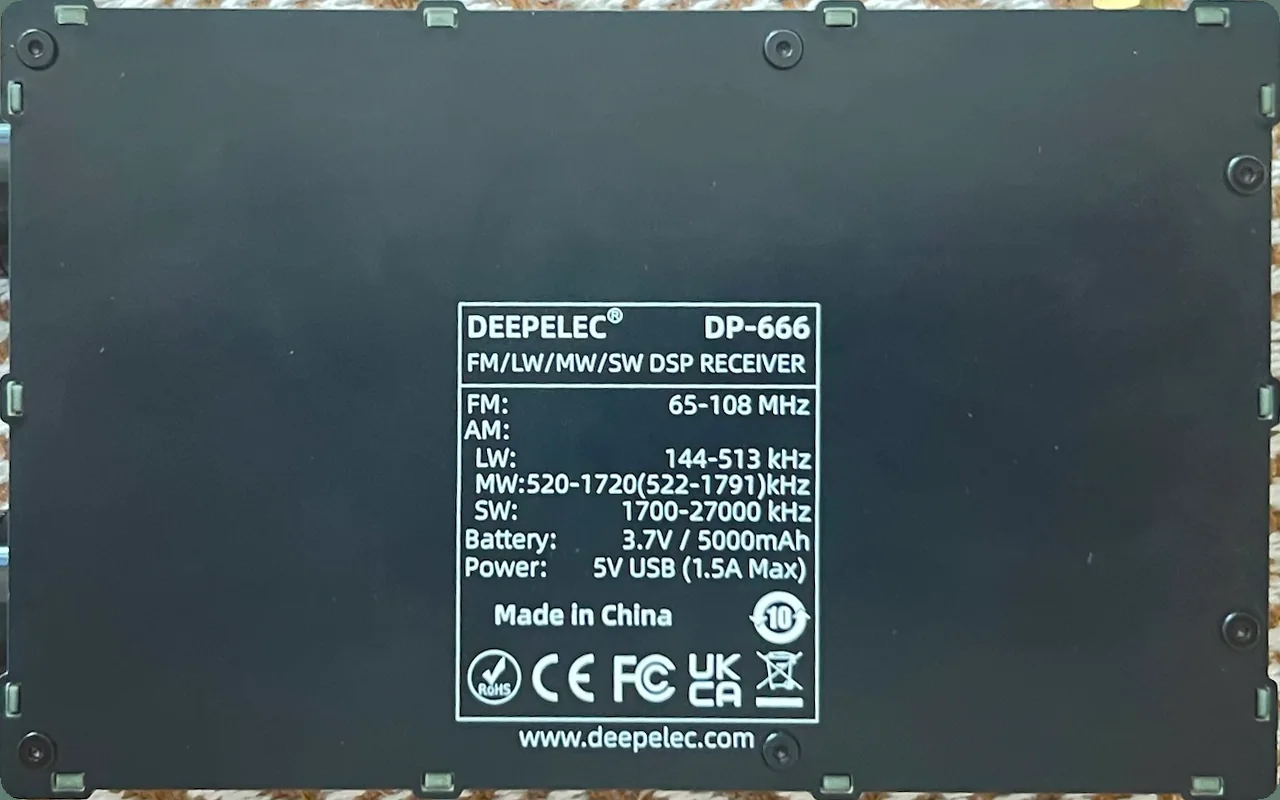 DEEPELEC® DP-666
FM/LW/MW/SW DSP RECEIVER
FM: 65-108 MHz
AM:
LW: 144-513 kHz
MW:520-1720(522-1791)kHz
SW: 1700-27000 kHz
Battery: 3.7V / 5000mAh
Power: 5V USB (1.5A Max)
Made in China 10
RoHS CE FC UK CA
www.deepelec.com